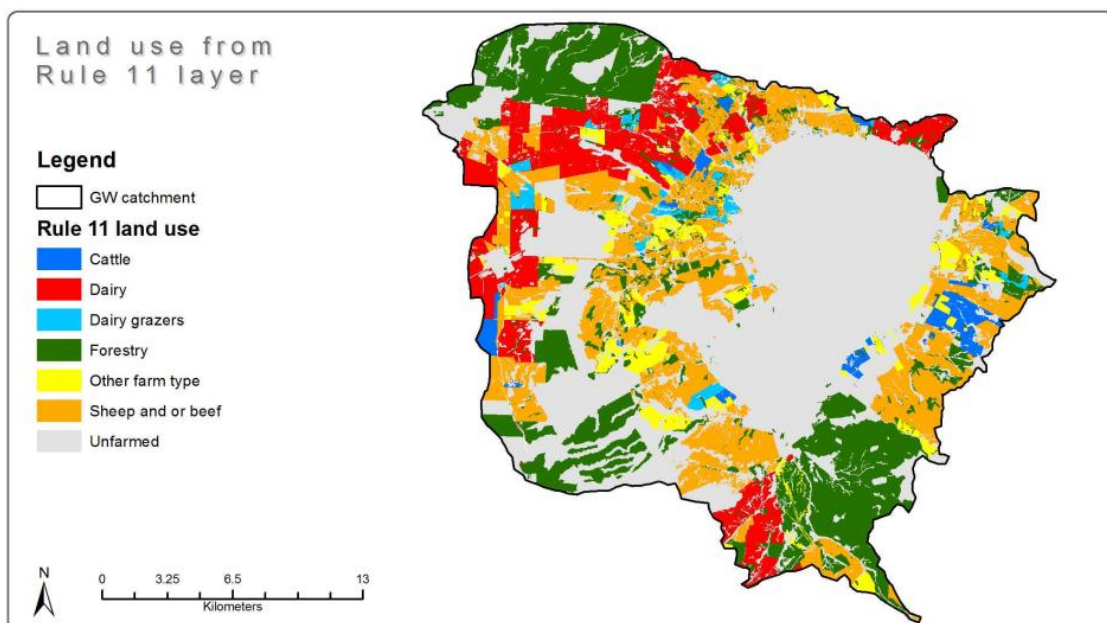 Land use from
Rule 11 layer
Legend
GW catchment
Rule 11 land use
Cattle
Dairy
Dairy grazers
Forestry
Other farm type
Sheep and or beef
Unfarmed
N
0 3.25 6.5 13
Kilometers